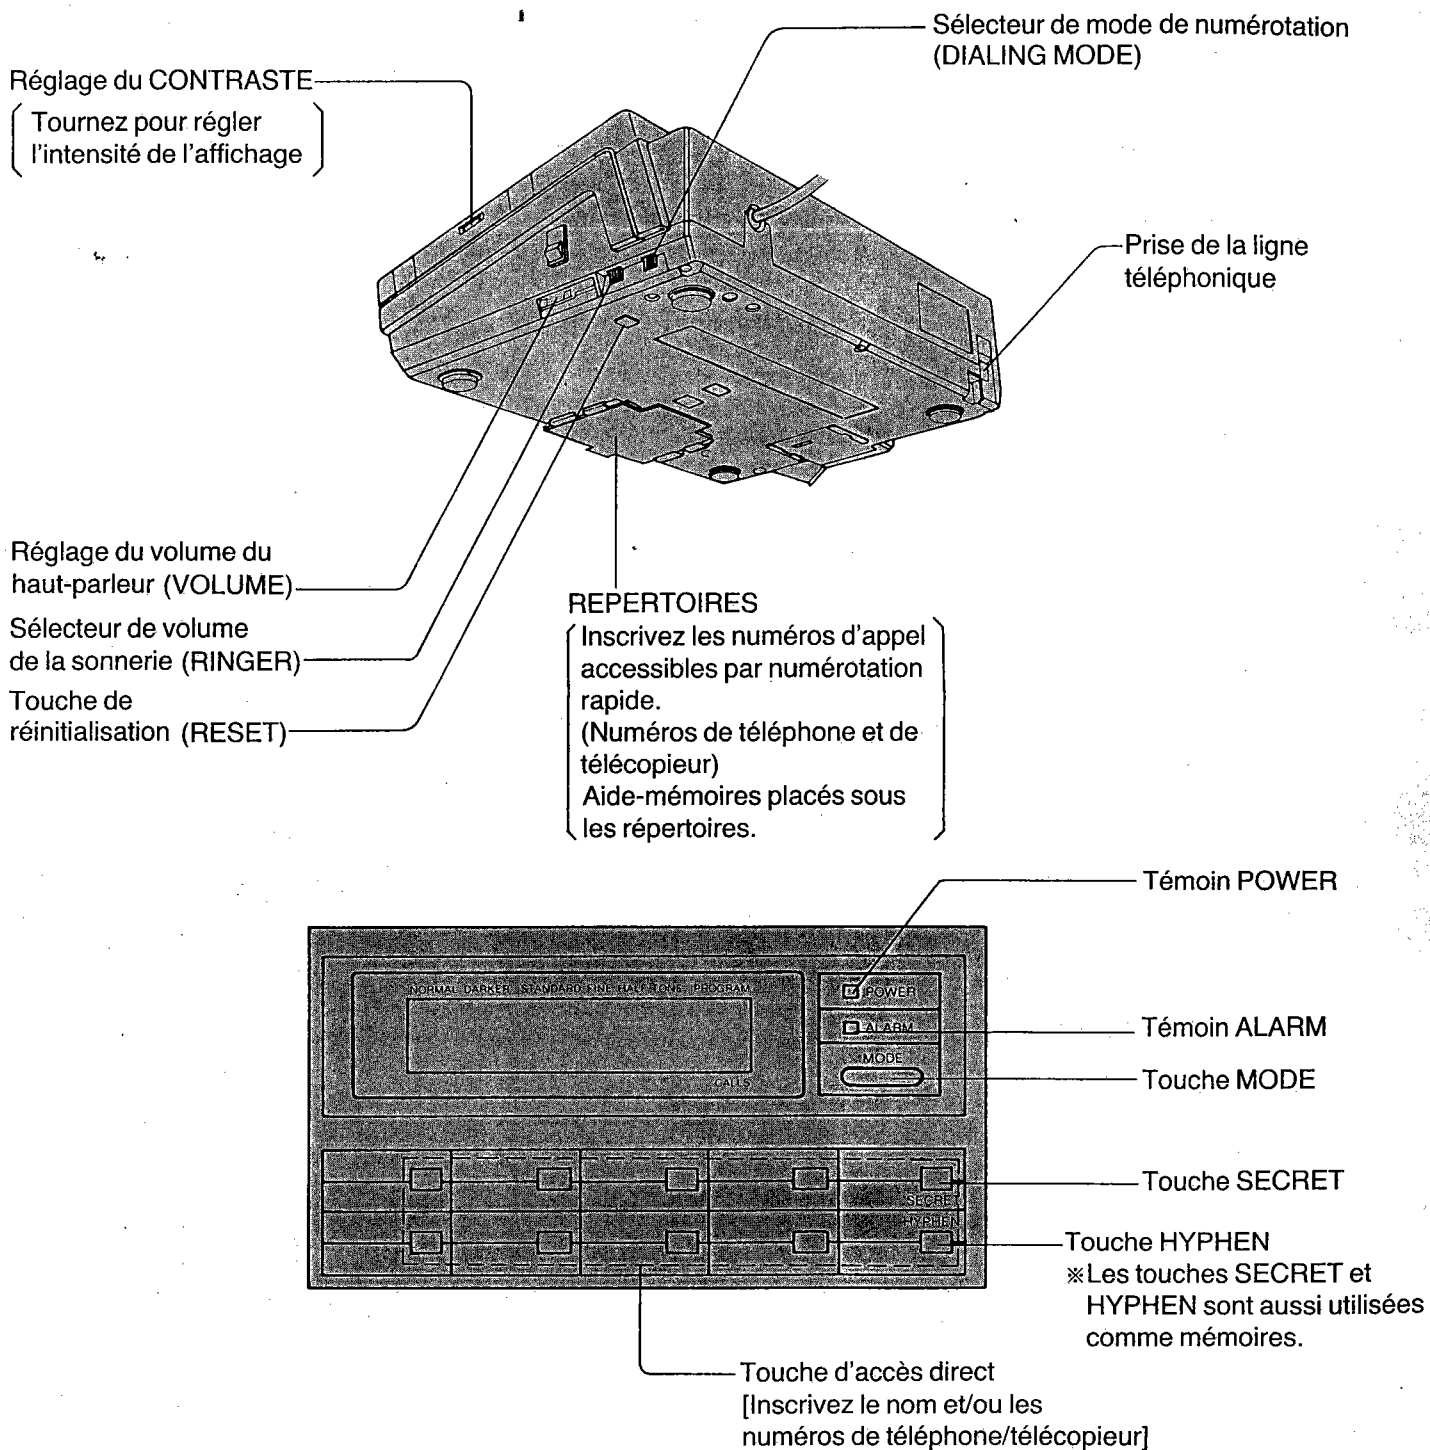 Sélecteur de mode de numérotation
(DIALING MODE)
Réglage du CONTRASTE
Tournez pour régler
l'intensité de l'affichage
Prise de la ligne
téléphonique
Réglage du volume du
haut-parleur (VOLUME)
Sélecteur de volume
de la sonnerie (RINGER)
Touche de
réinitialisation (RESET)
REPERTOIRES
Inscrivez les numéros d'appel
accessibles par numérotation
rapide.
(Numéros de téléphone et de
télécopieur)
Aide-mémoires placés sous
les répertoires.
Témoin POWER
NORMAL DARKER STANDARD FINE HALF TONE PROGRAM
POWER
ALARM
Témoin ALARM
MODE
Touche MODE
CALLS
Touche SECRET
SECRET
HYPHEN
Touche HYPHEN
※Les touches SECRET et
HYPHEN sont aussi utilisées
comme mémoires.
Touche d'accès direct
[Inscrivez le nom et/ou les
numéros de téléphone/télécopieur]